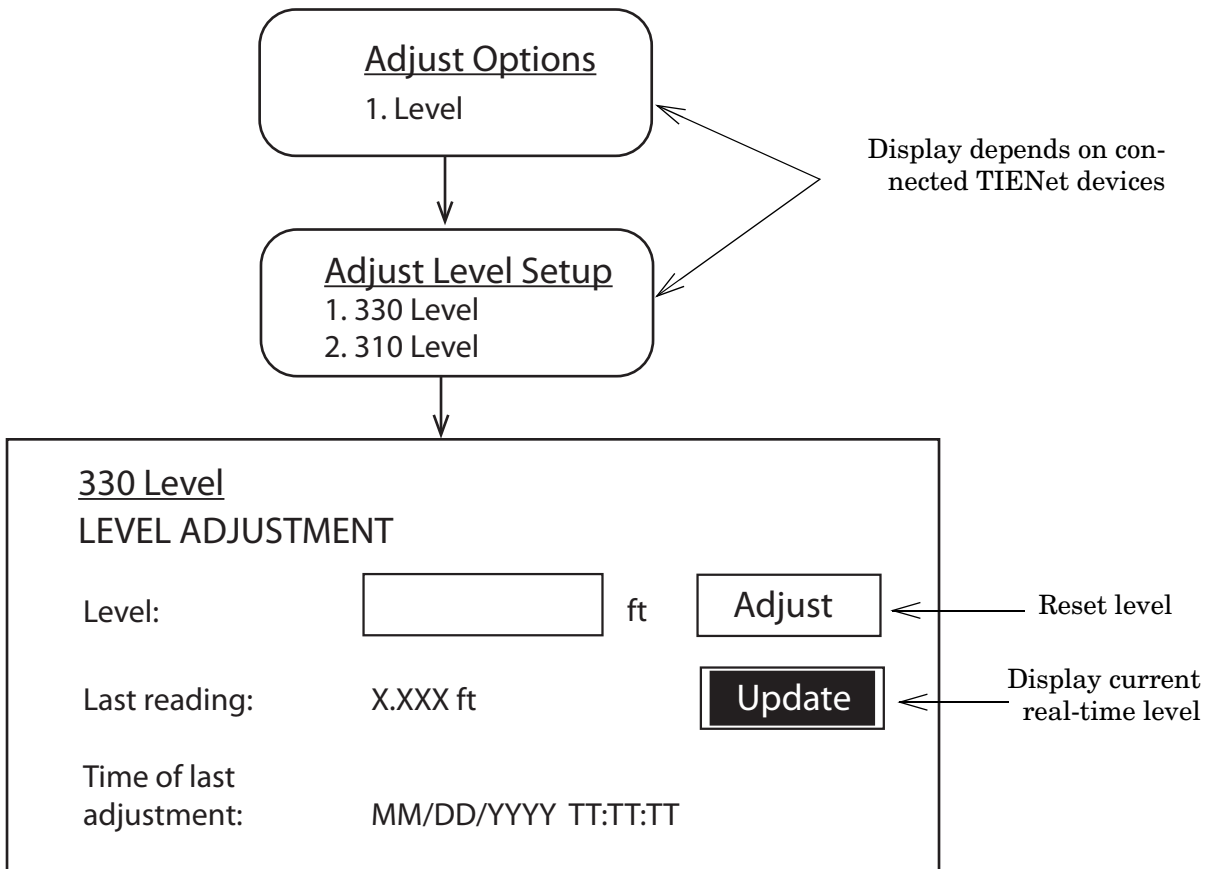 Adjust Options
1. Level
Display depends on con-
nected TIENet devices
Adjust Level Setup
1. 330 Level
2. 310 Level
330 Level
LEVEL ADJUSTMENT
Level: ft Adjust
Reset level
Last reading: X.XXX ft Update
Display current
real-time level
Time of last
adjustment: MM/DD/YYYY TT:TT:TT